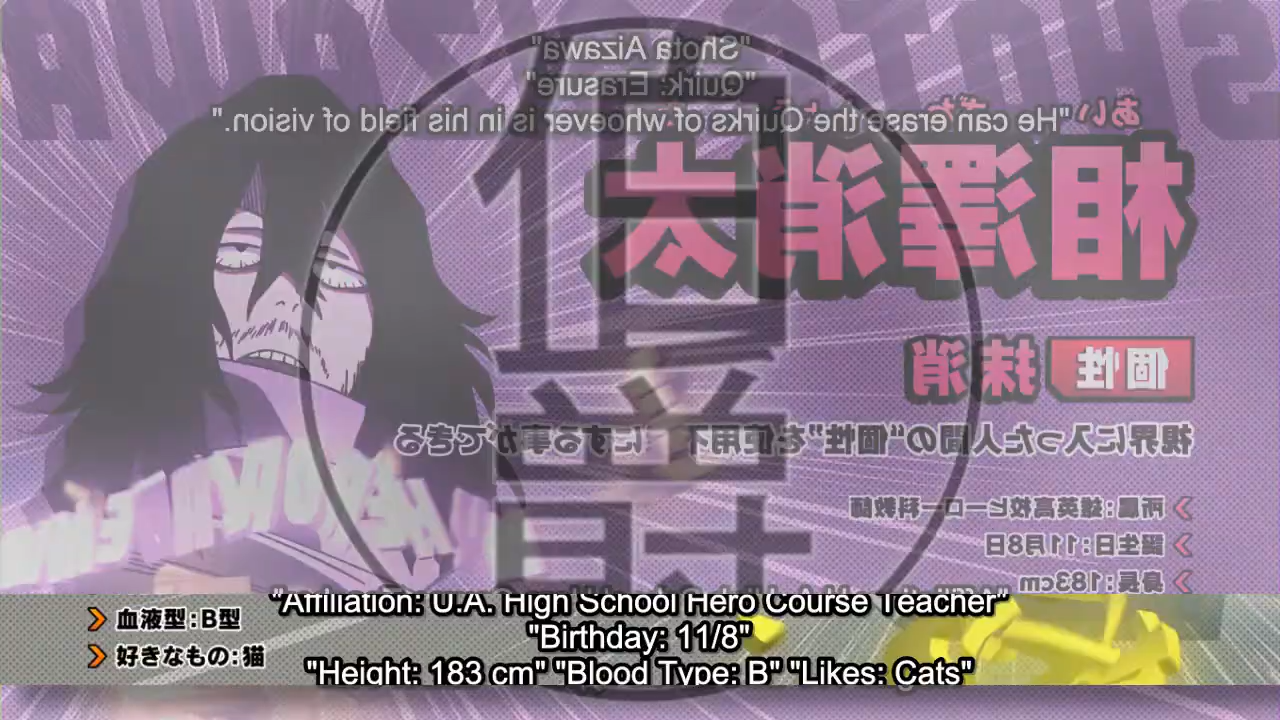 SHOTA AIZAWA
"Shota Aizawa"
"Quirk: Erasure"
"He can erase the Quirks of whoever is in his field of vision."
相澤消太
個性
抹消
視界に入った人間の“個性”を使用
にする事ができる
所属:雄英高校ヒーロー科教師
誕生日:11月8日
身長:183cm
血液型:B型
好きなもの:猫
"Affiliation: U.A. High School Hero Course Teacher"
"Birthday: 11/8"
"Height: 183 cm" "Blood Type: B" "Likes: Cats"